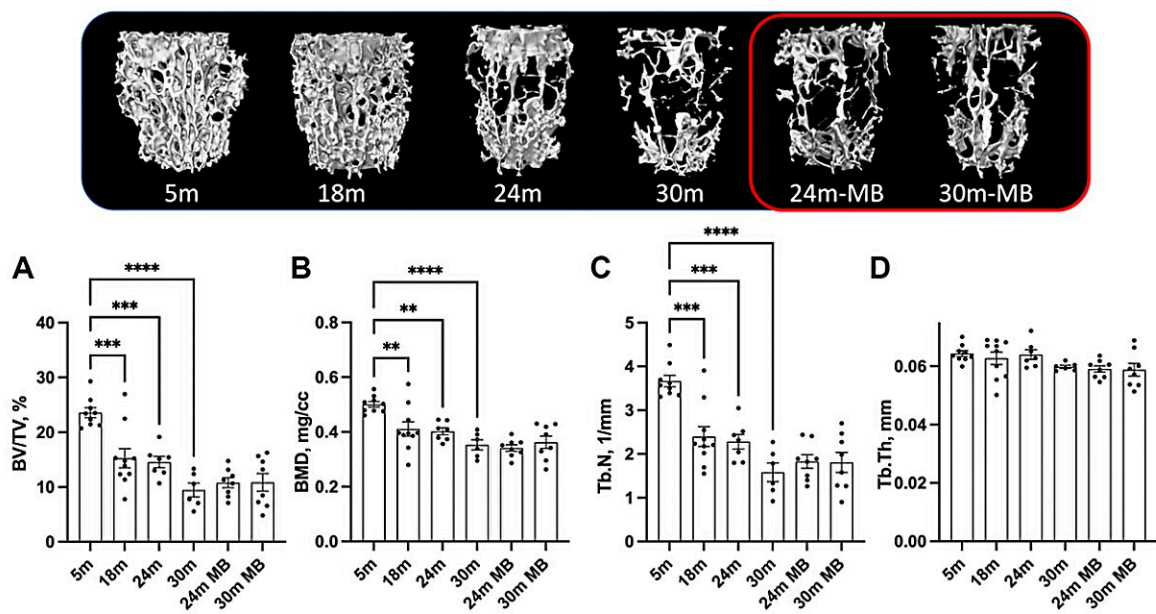 5m 18m 24m 30m 24m-MB 30m-MB
A
****
***
***
BV/TV, %
40
30
20
10
0
5m 18m 24m 30m 24m MB 30m MB
B
****
**
**
BMD, mg/cc
0.8
0.6
0.4
0.2
0.0
5m 18m 24m 30m 24m MB 30m MB
C
****
***
***
Tb.N, 1/mm
5
4
3
2
1
0
5m 18m 24m 30m 24m MB 30m MB
D
Tb.Th, mm
0.06
0.04
0.02
0.00
5m 18m 24m 30m 24m MB 30m MB